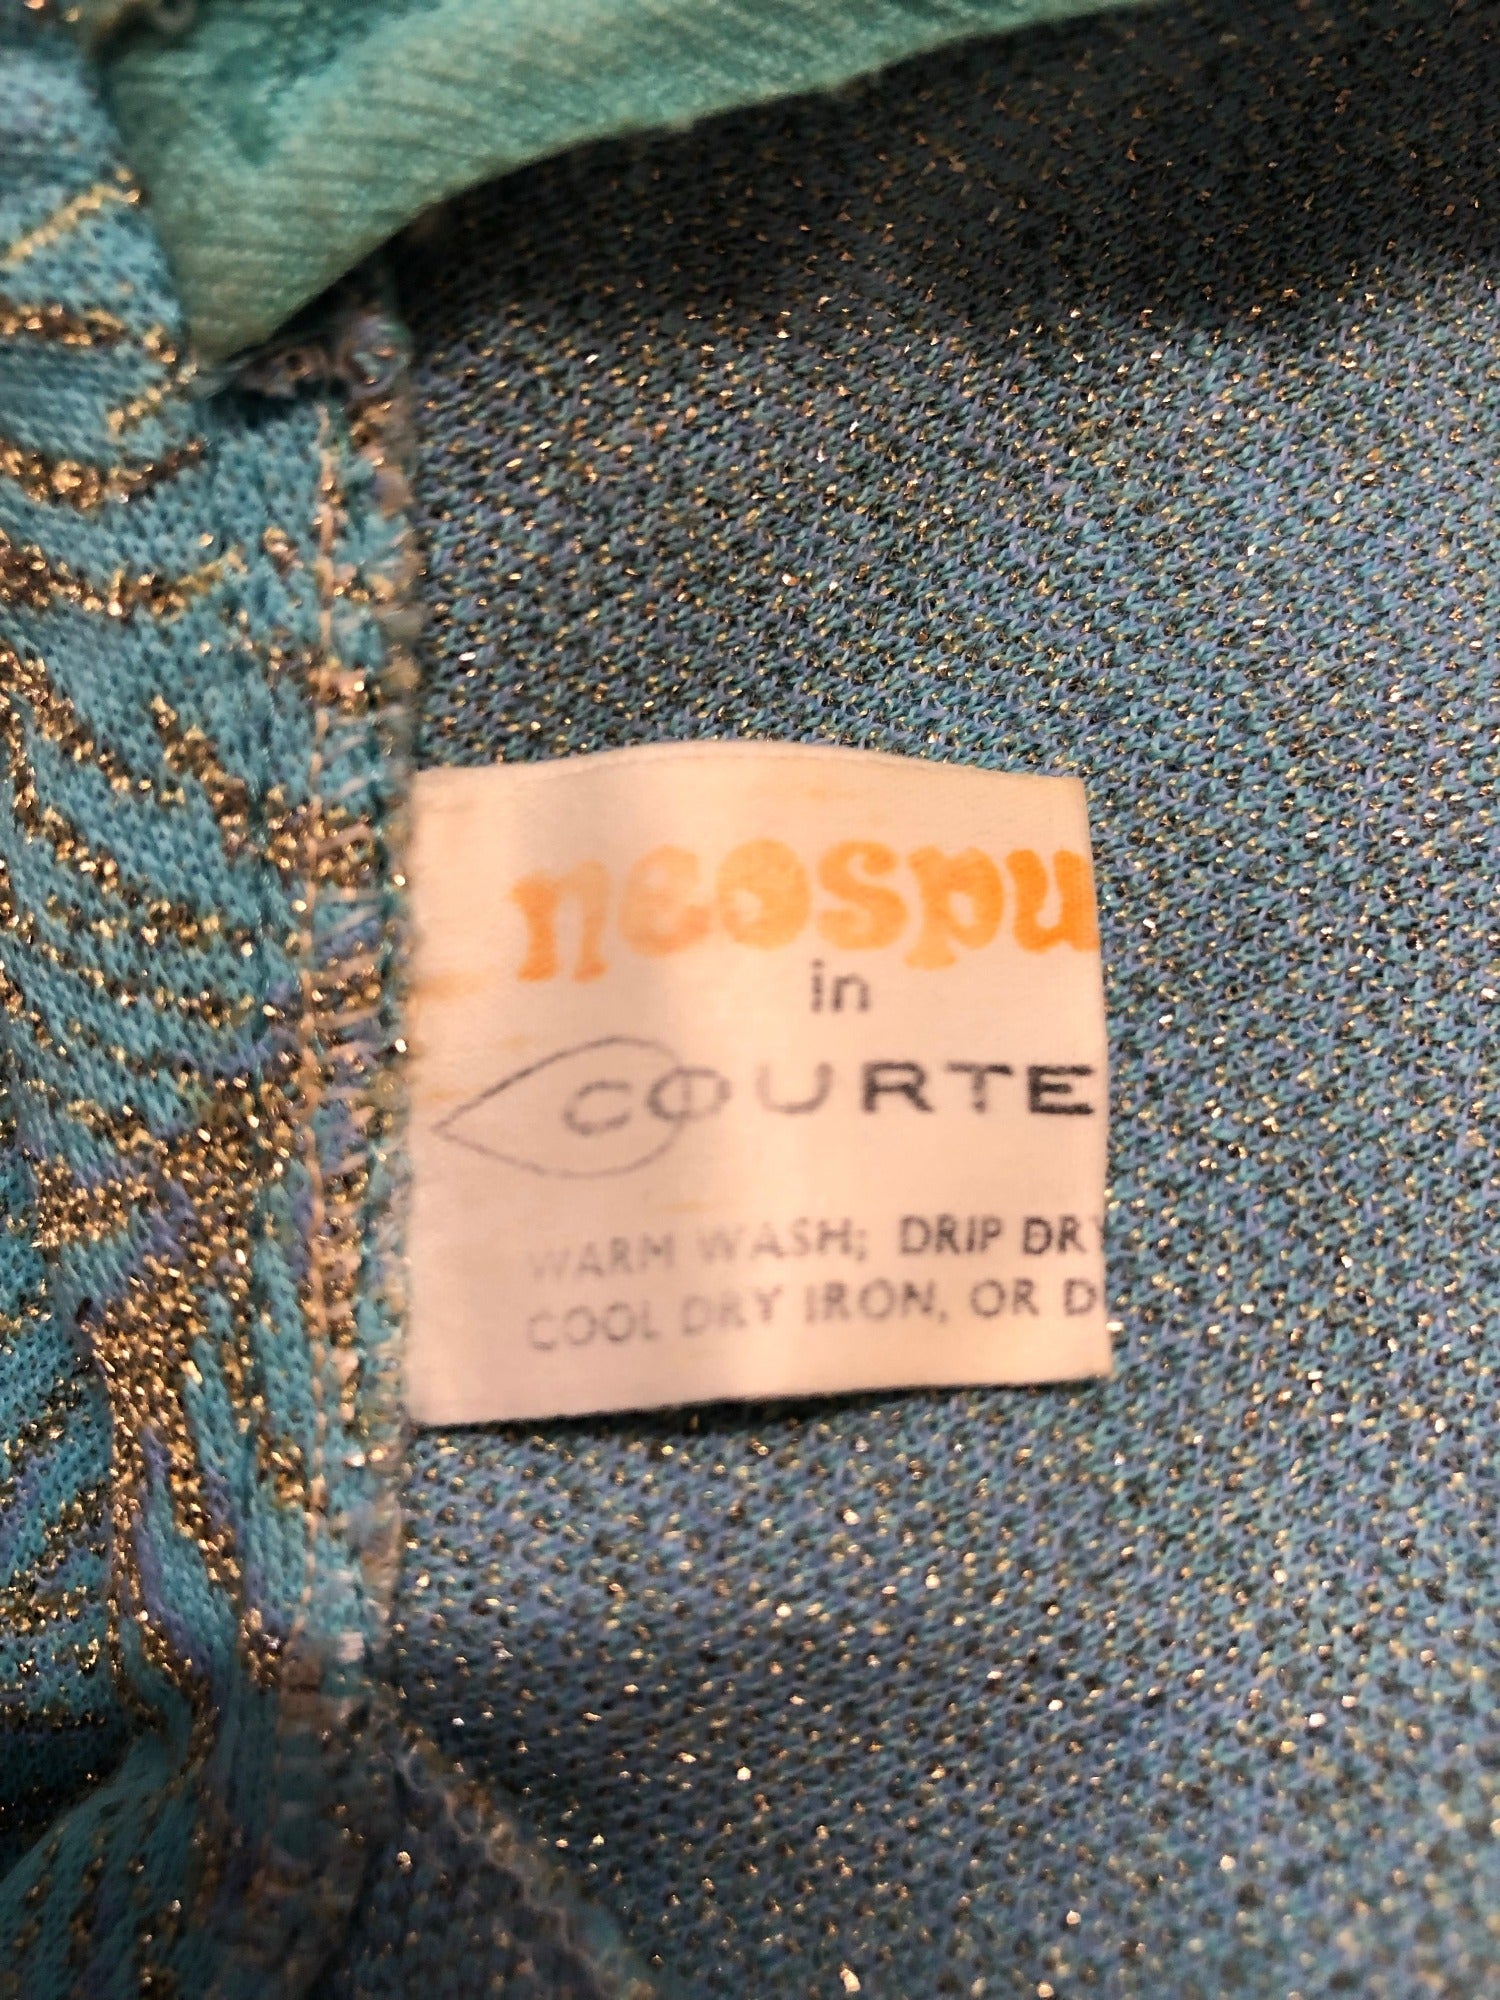 neospu
in
COURTE
WARM WASH; DRIP DRY
COOL DRY IRON, OR D